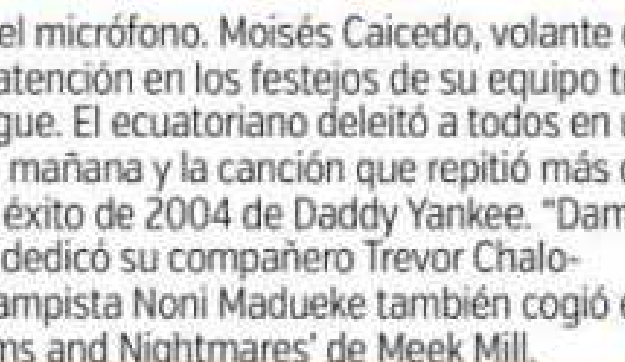 el micrófono. Moisés Caicedo, volante
atención en los festejos de su equipo
gue. El ecuatoriano deleitó a todos en
mañana y la canción que repitió más
éxito de 2004 de Daddy Yankee. "Dam
dedicó su compañero Trevor Chalo-
ampista Noni Madueke también cogió
ms and Nightmares' de Meek Mill.